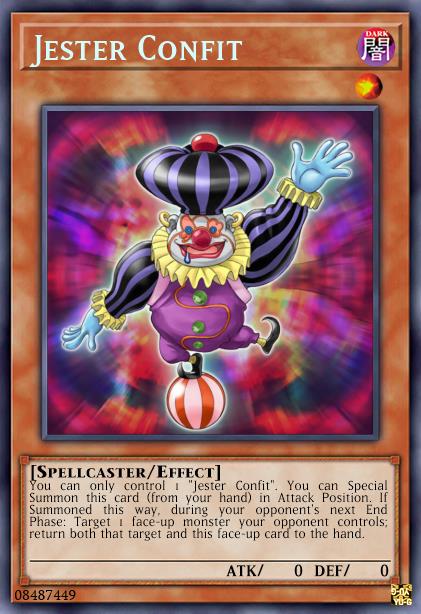 Jester Confit
DARK
闇
[Spellcaster/Effect]
You can only control 1 "Jester Confit". You can Special
Summon this card (from your hand) in Attack Position. If
Summoned this way, during your opponent's next End
Phase: Target 1 face-up monster your opponent controls;
return both that target and this face-up card to the hand.
ATK/ 0 DEF/ 0
08487449